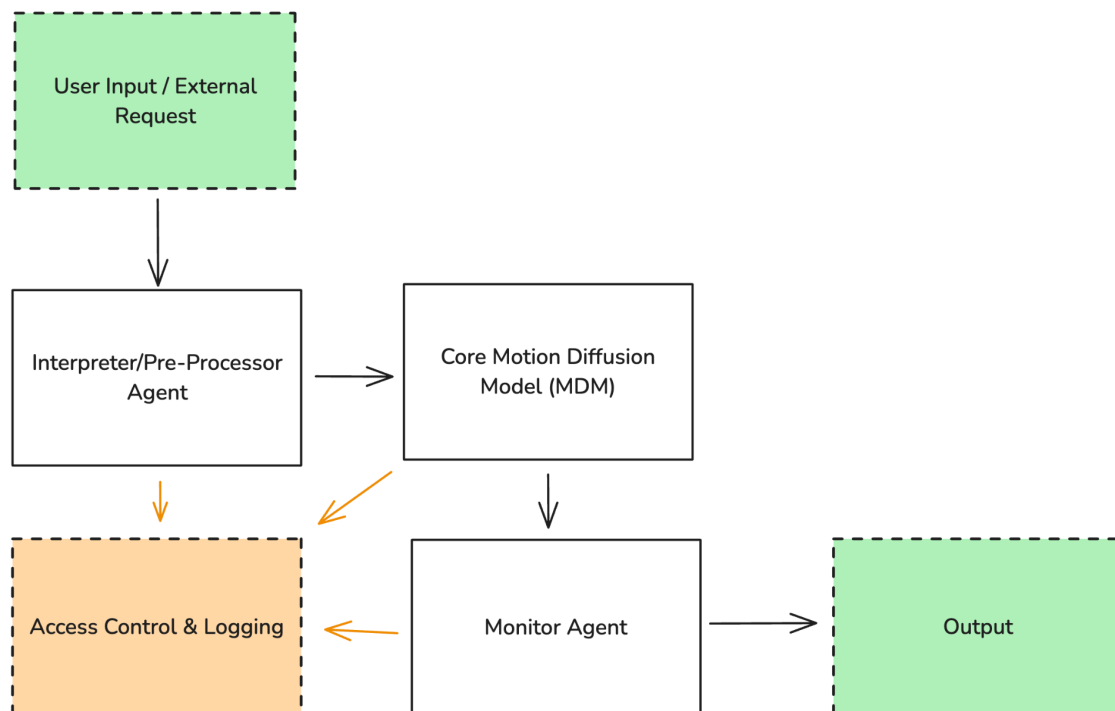 User Input / External
Request
Interpreter/Pre-Processor
Agent
Core Motion Diffusion
Model (MDM)
Access Control & Logging
Monitor Agent
Output